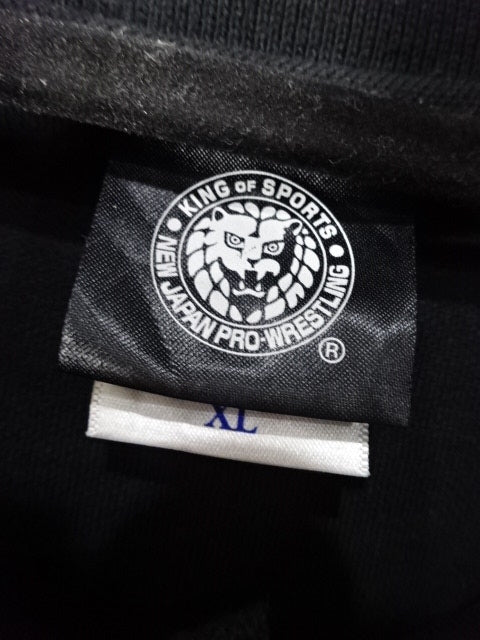 KING OF SPORTS
NEW JAPAN PRO-WRESTLING
®
XL